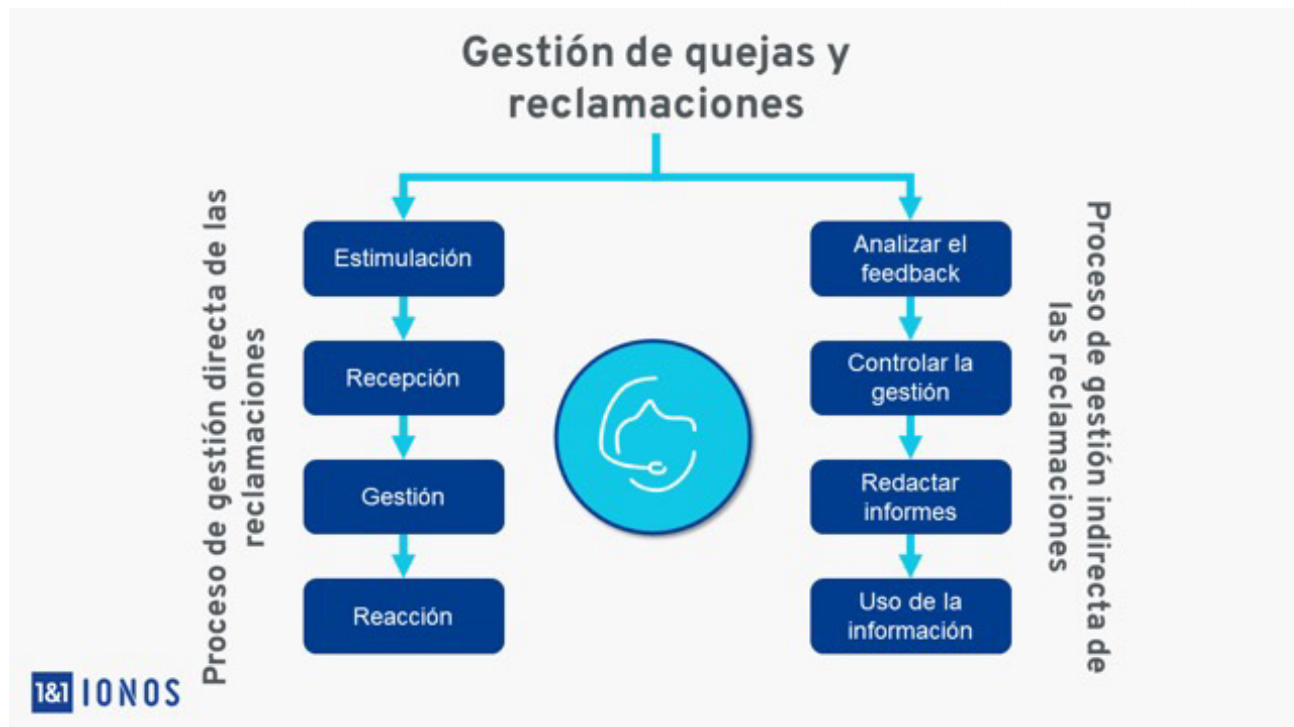 Gestión de quejas y
reclamaciones
Proceso de gestión directa de las
reclamaciones
Estimulación
Recepción
Gestión
Reacción
Analizar el
feedback
Controlar la
gestión
Redactar
informes
Uso de la
información
Proceso de gestión indirecta de
las reclamaciones
1&1 IONOS